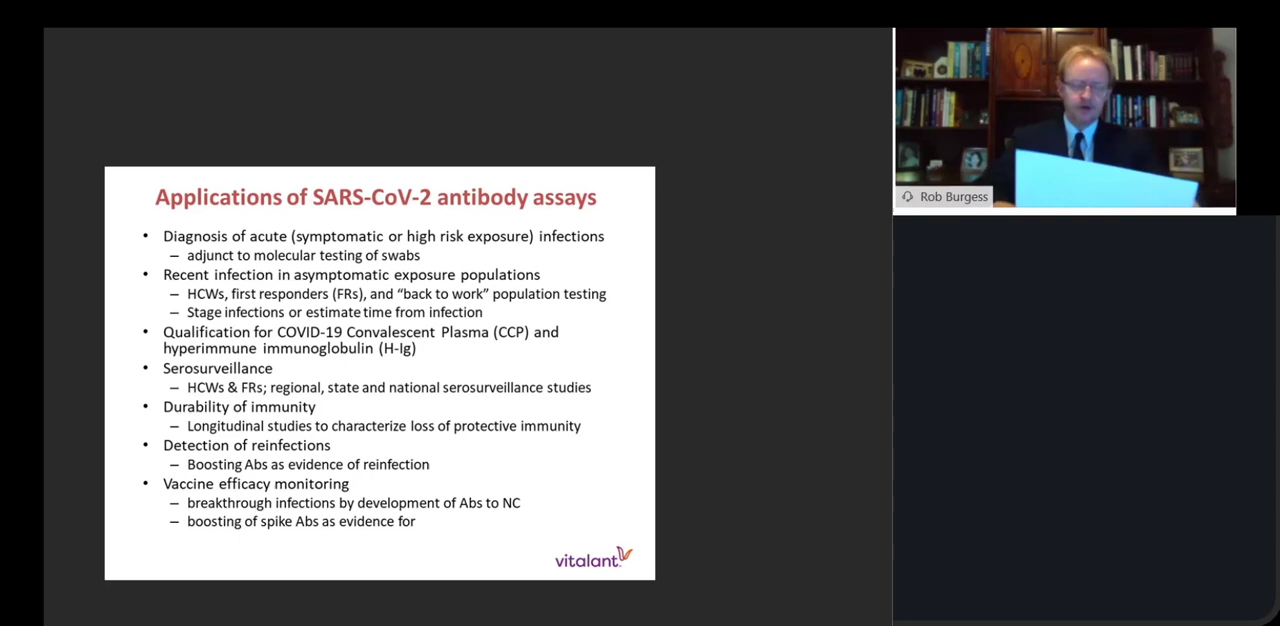 Applications of SARS-CoV-2 antibody assays
• Diagnosis of acute (symptomatic or high risk exposure) infections
– adjunct to molecular testing of swabs
• Recent infection in asymptomatic exposure populations
– HCWs, first responders (FRs), and “back to work” population testing
– Stage infections or estimate time from infection
• Qualification for COVID-19 Convalescent Plasma (CCP) and
hyperimmune immunoglobulin (H-Ig)
• Serosurveillance
– HCWs & FRs; regional, state and national serosurveillance studies
• Durability of immunity
– Longitudinal studies to characterize loss of protective immunity
• Detection of reinfections
– Boosting Abs as evidence of reinfection
• Vaccine efficacy monitoring
– breakthrough infections by development of Abs to NC
– boosting of spike Abs as evidence for
vitalant
Rob Burgess